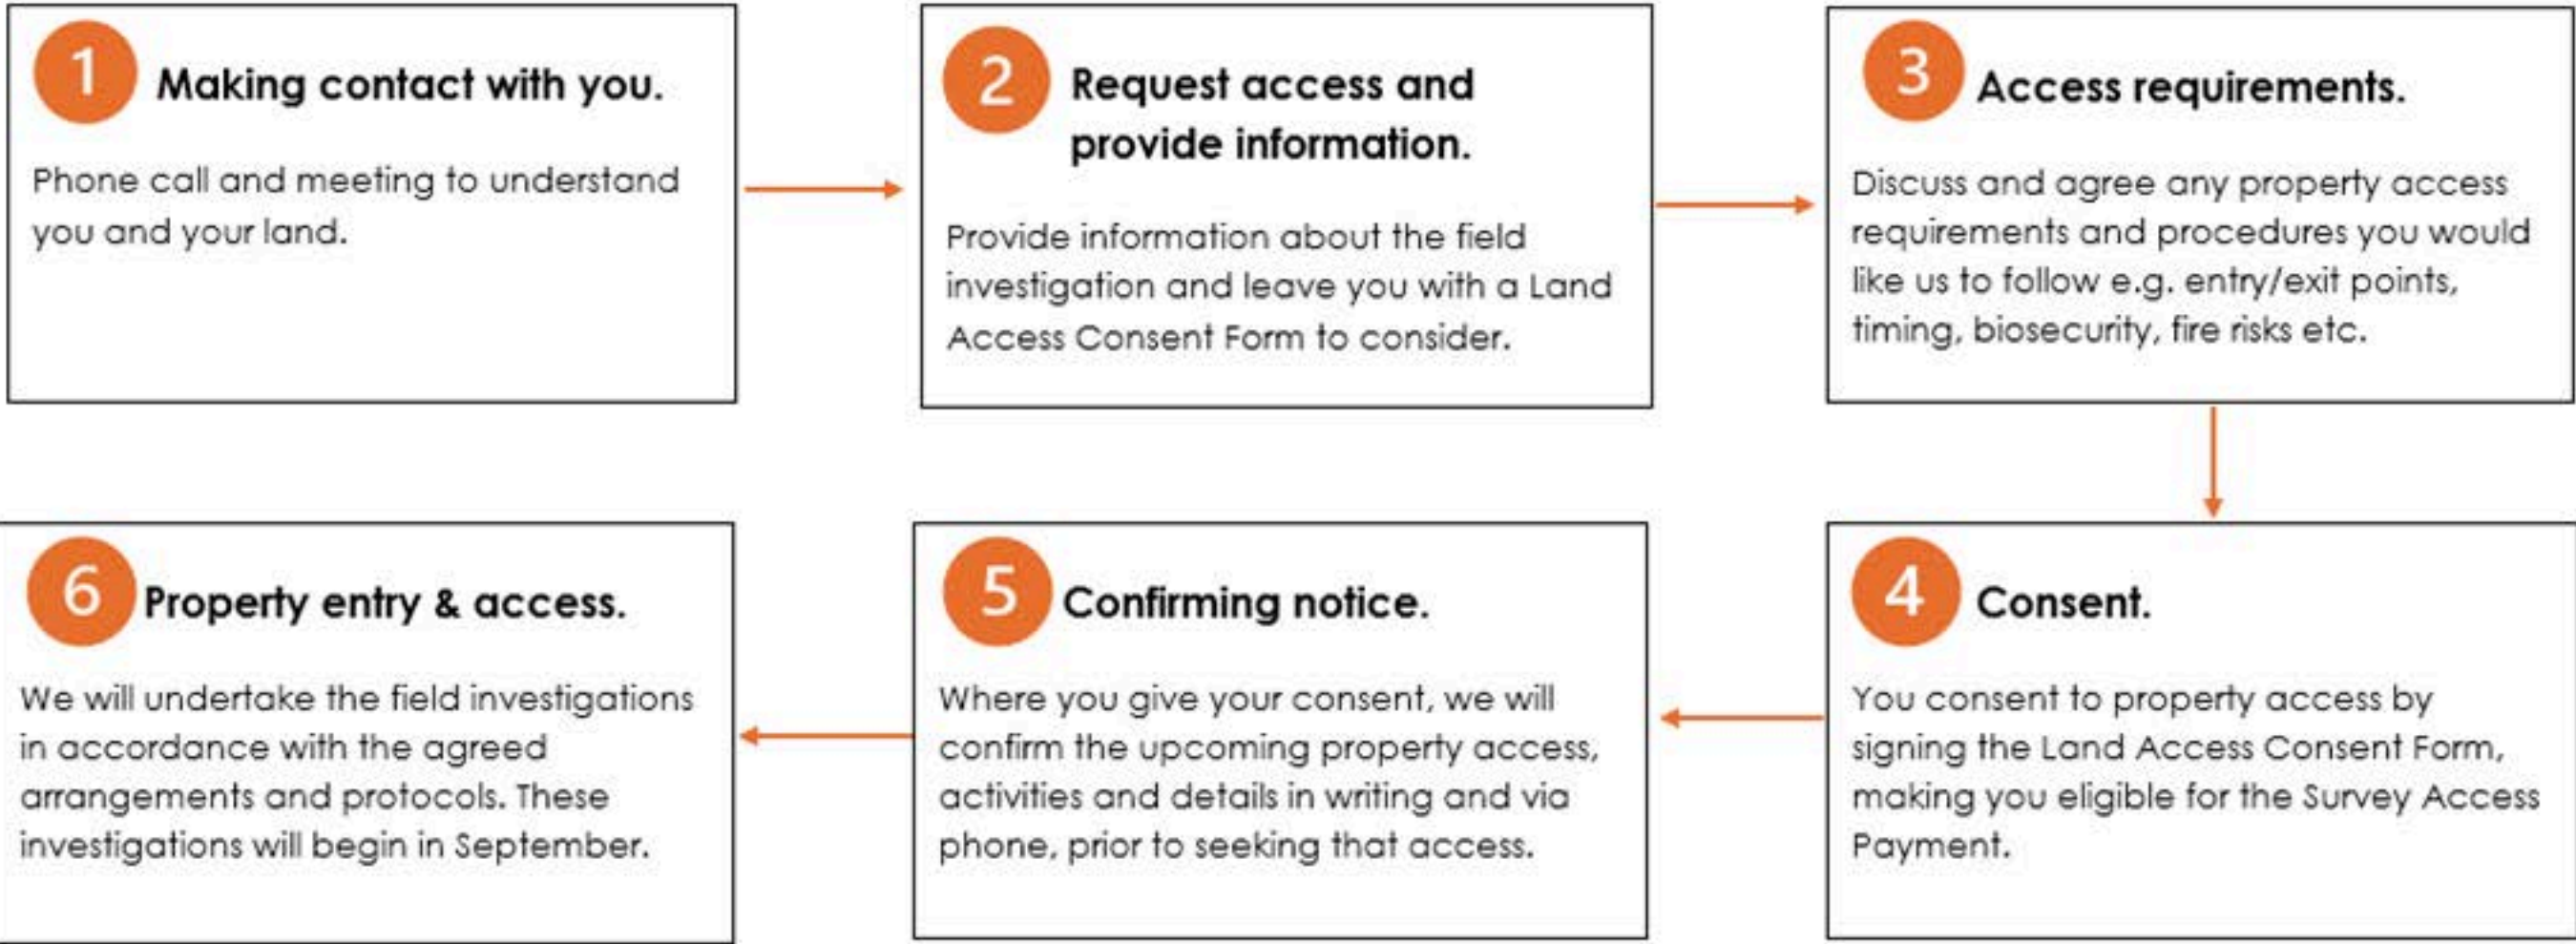 1
Making contact with you.
Phone call and meeting to understand
you and your land.
2
Request access and
provide information.
Provide information about the field
investigation and leave you with a Land
Access Consent Form to consider.
3
Access requirements.
Discuss and agree any property access
requirements and procedures you would
like us to follow e.g. entry/exit points,
timing, biosecurity, fire risks etc.
4
Consent.
You consent to property access by
signing the Land Access Consent Form,
making you eligible for the Survey Access
Payment.
5
Confirming notice.
Where you give your consent, we will
confirm the upcoming property access,
activities and details in writing and via
phone, prior to seeking that access.
6
Property entry & access.
We will undertake the field investigations
in accordance with the agreed
arrangements and protocols. These
investigations will begin in September.